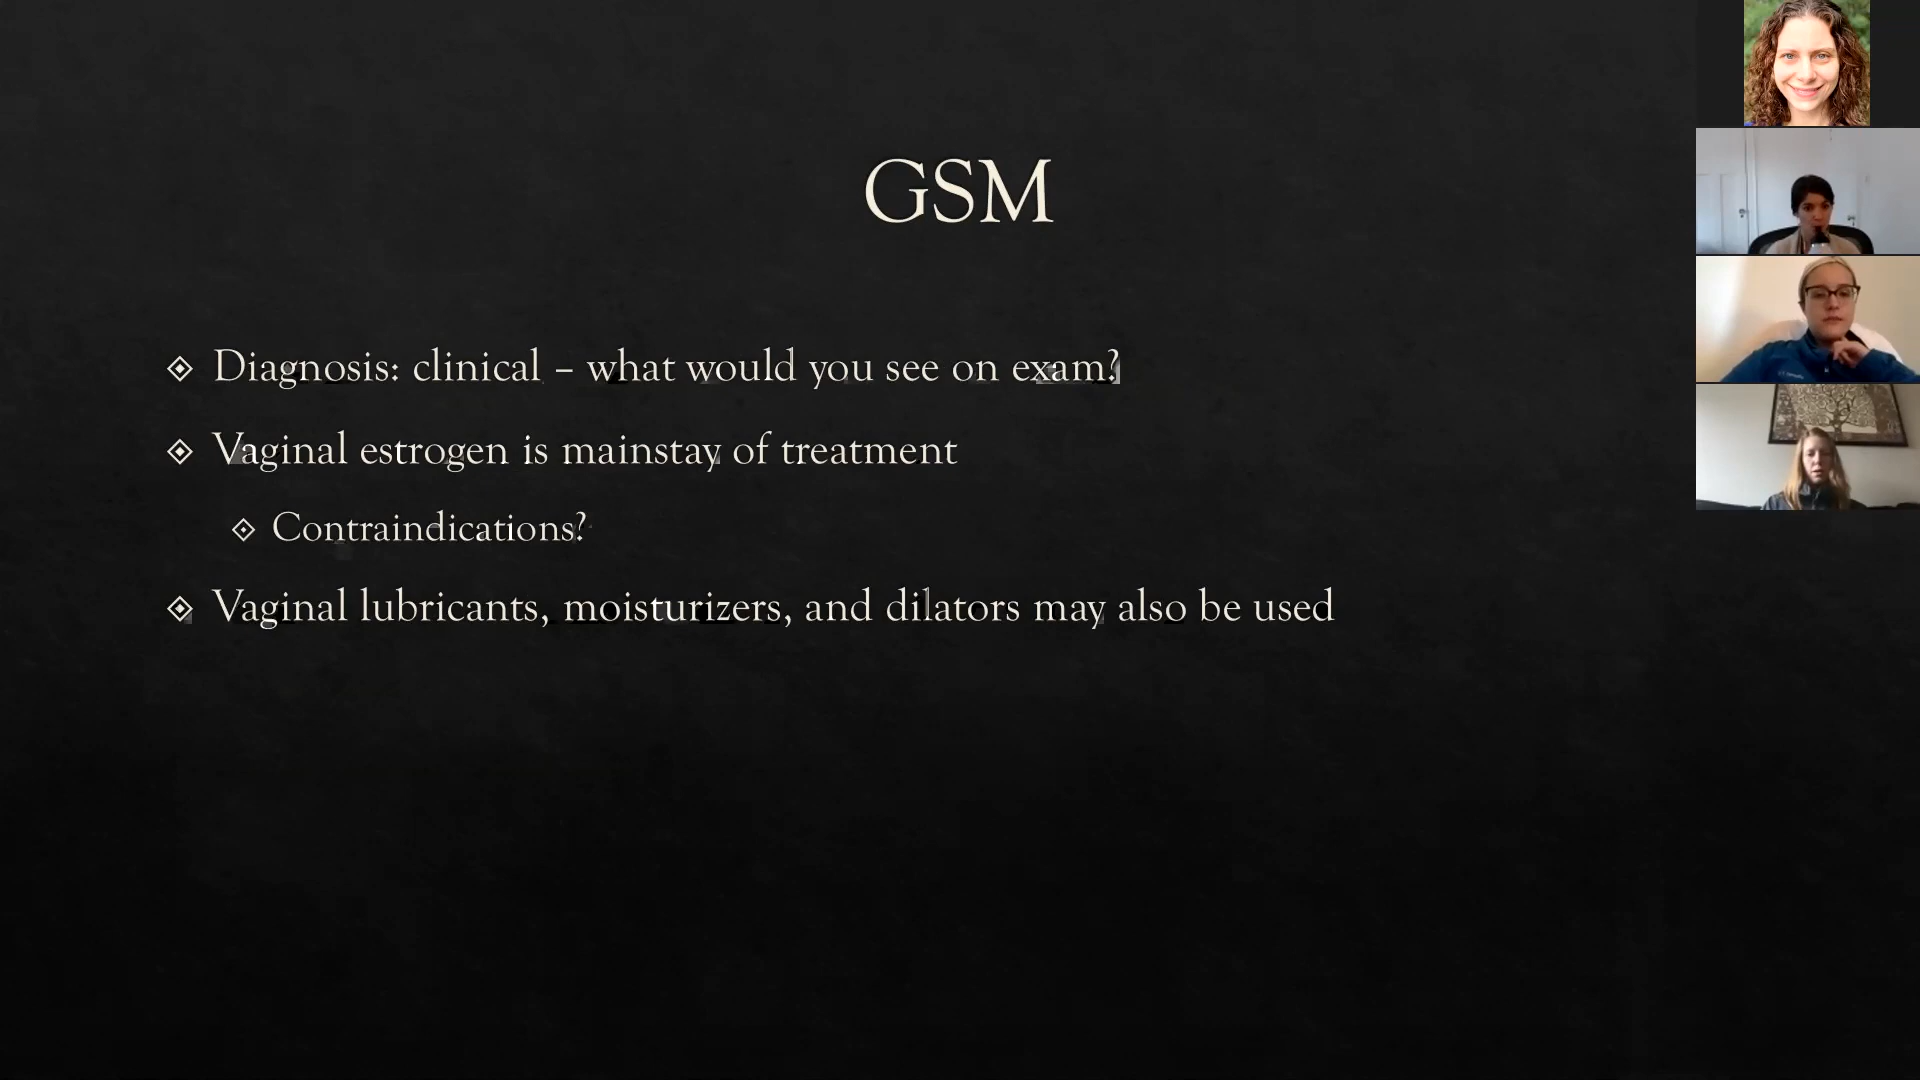 GSM
Diagnosis: clinical – what would you see on exam?
Vaginal estrogen is mainstay of treatment
Contraindications?
Vaginal lubricants, moisturizers, and dilators may also be used